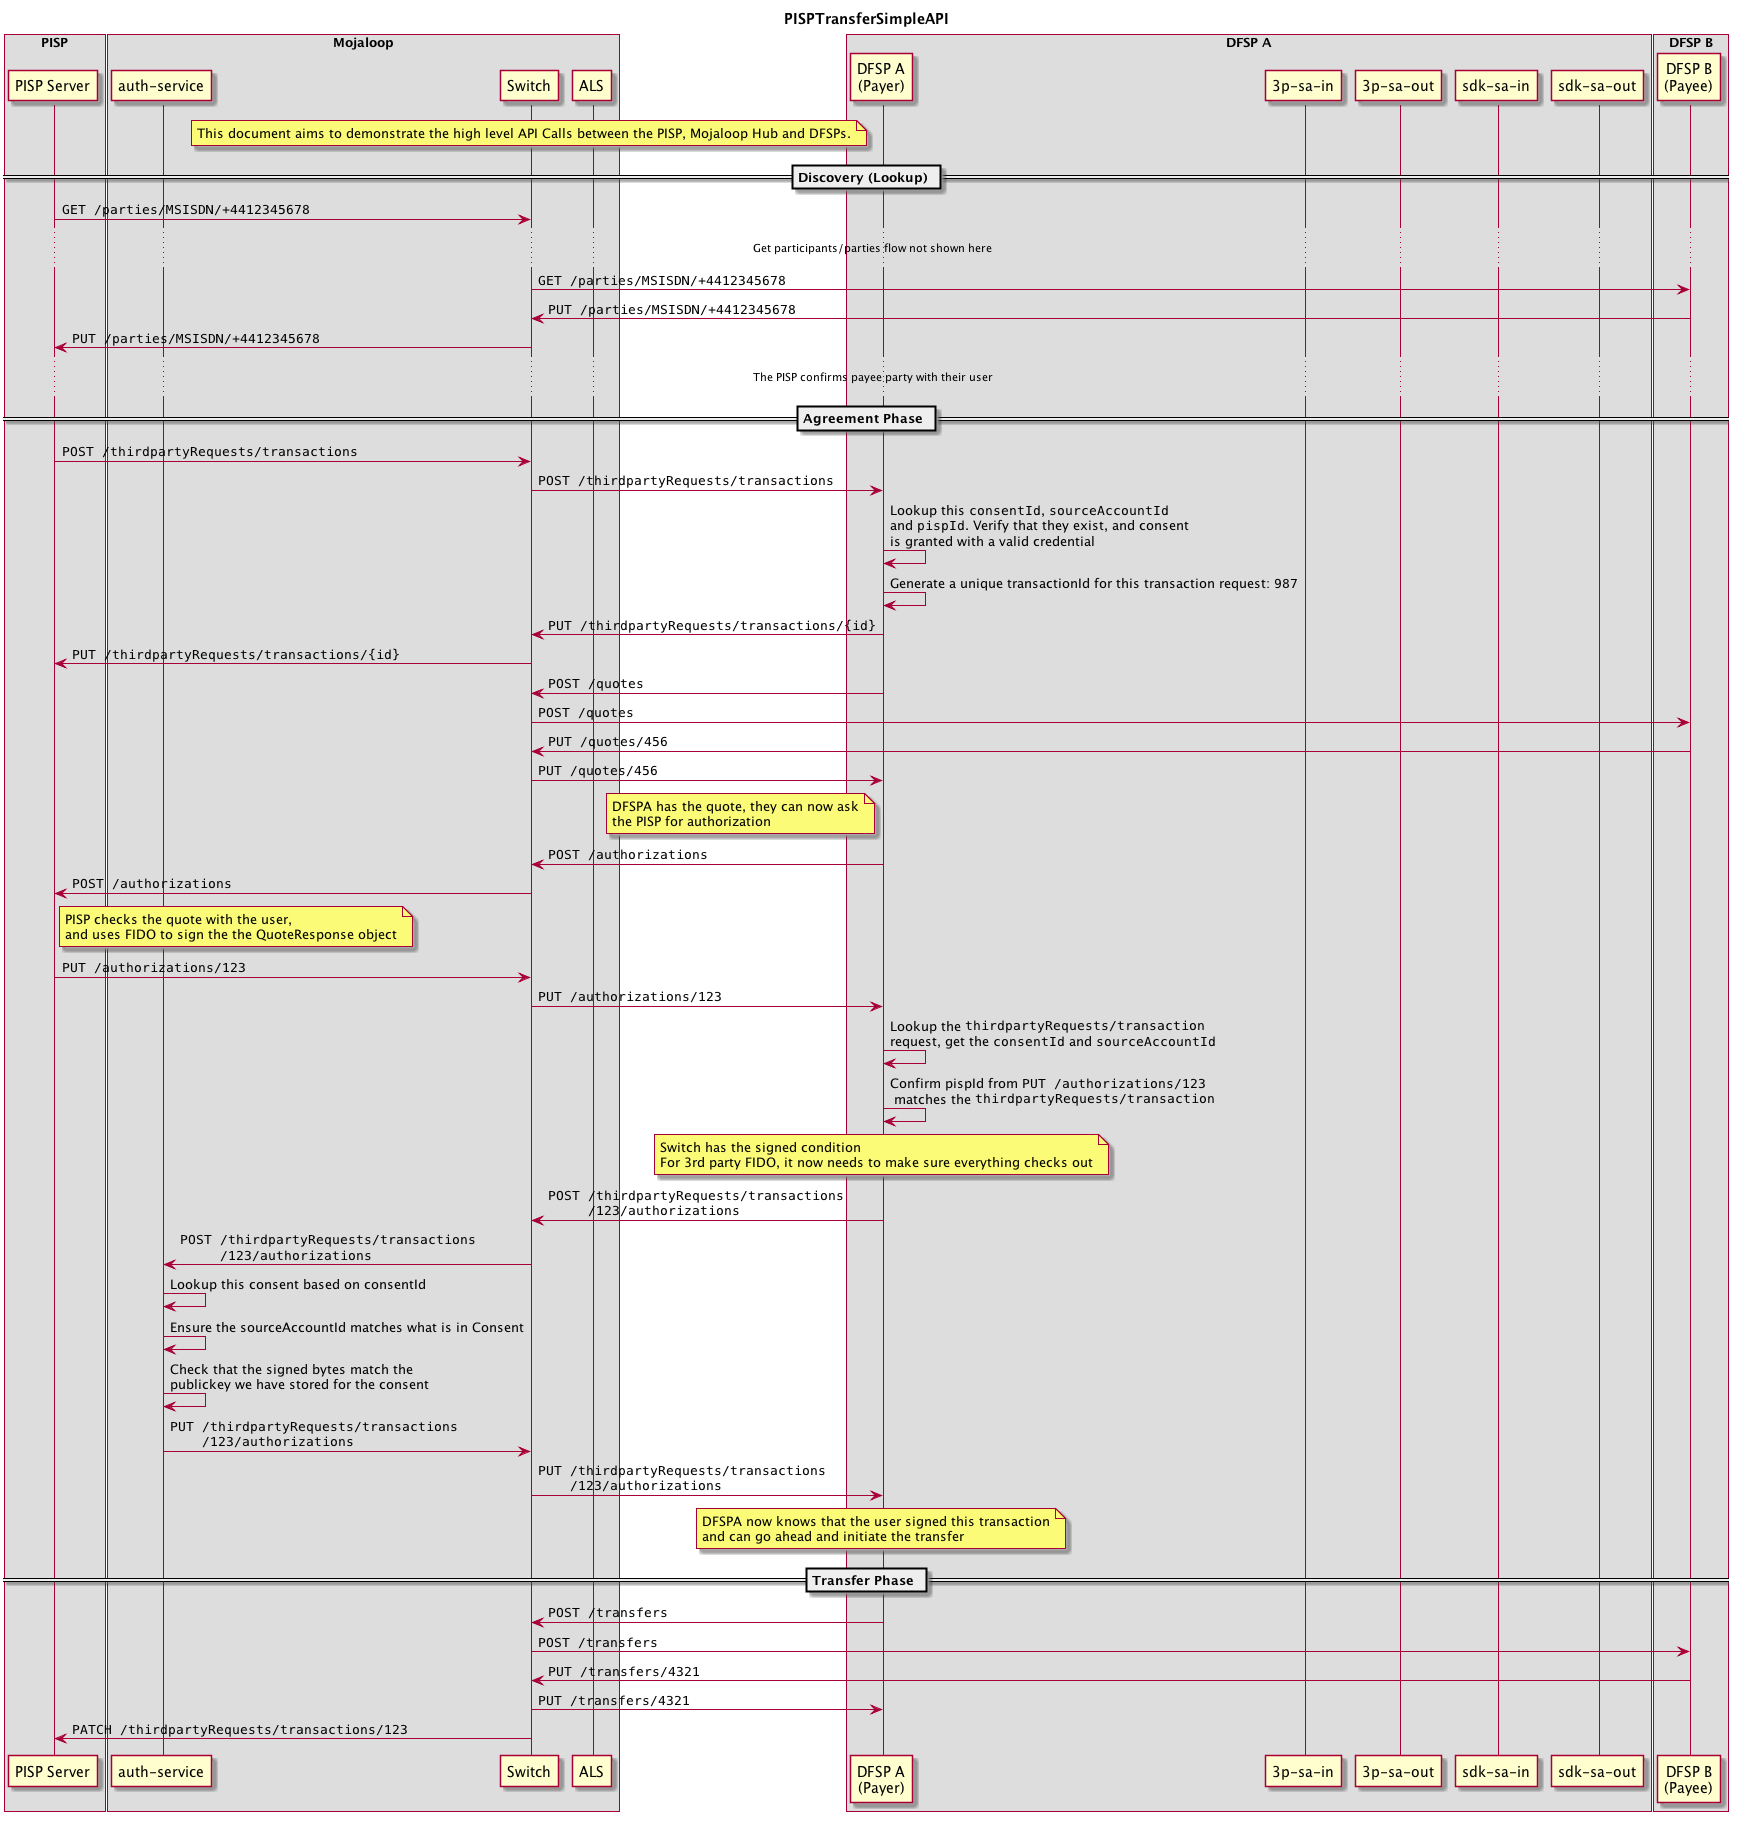 PISPTransferSimpleAPI
PISP
Mojaloop
DFSP A
DFSP B
PISP Server
auth-service
Switch
ALS
DFSP A
(Payer)
3p-sa-in
3p-sa-out
sdk-sa-in
sdk-sa-out
DFSP B
(Payee)
This document aims to demonstrate the high level API Calls between the PISP, Mojaloop Hub and DFSPs.
Discovery (Lookup)
GET /parties/MSISDN/+4412345678
Get participants/parties flow not shown here
GET /parties/MSISDN/+4412345678
PUT /parties/MSISDN/+4412345678
PUT /parties/MSISDN/+4412345678
The PISP confirms payee party with their user
Agreement Phase
POST /thirdpartyRequests/transactions
POST /thirdpartyRequests/transactions
Lookup this consentId, sourceAccountId
and pispId. Verify that they exist, and consent
is granted with a valid credential
Generate a unique transactionId for this transaction request: 987
PUT /thirdpartyRequests/transactions/{id}
PUT /thirdpartyRequests/transactions/{id}
POST /quotes
POST /quotes
PUT /quotes/456
PUT /quotes/456
DFSPA has the quote, they can now ask
the PISP for authorization
POST /authorizations
POST /authorizations
PISP checks the quote with the user,
and uses FIDO to sign the the QuoteResponse object
PUT /authorizations/123
PUT /authorizations/123
Lookup the thirdpartyRequests/transaction
request, get the consentId and sourceAccountId
Confirm pispId from PUT /authorizations/123
matches the thirdpartyRequests/transaction
Switch has the signed condition
For 3rd party FIDO, it now needs to make sure everything checks out
POST /thirdpartyRequests/transactions
/123/authorizations
POST /thirdpartyRequests/transactions
/123/authorizations
Lookup this consent based on consentId
Ensure the sourceAccountId matches what is in Consent
Check that the signed bytes match the
publickey we have stored for the consent
PUT /thirdpartyRequests/transactions
/123/authorizations
PUT /thirdpartyRequests/transactions
/123/authorizations
DFSPA now knows that the user signed this transaction
and can go ahead and initiate the transfer
Transfer Phase
POST /transfers
POST /transfers
PUT /transfers/4321
PUT /transfers/4321
PATCH /thirdpartyRequests/transactions/123
PISP Server
auth-service
Switch
ALS
DFSP A
(Payer)
3p-sa-in
3p-sa-out
sdk-sa-in
sdk-sa-out
DFSP B
(Payee)